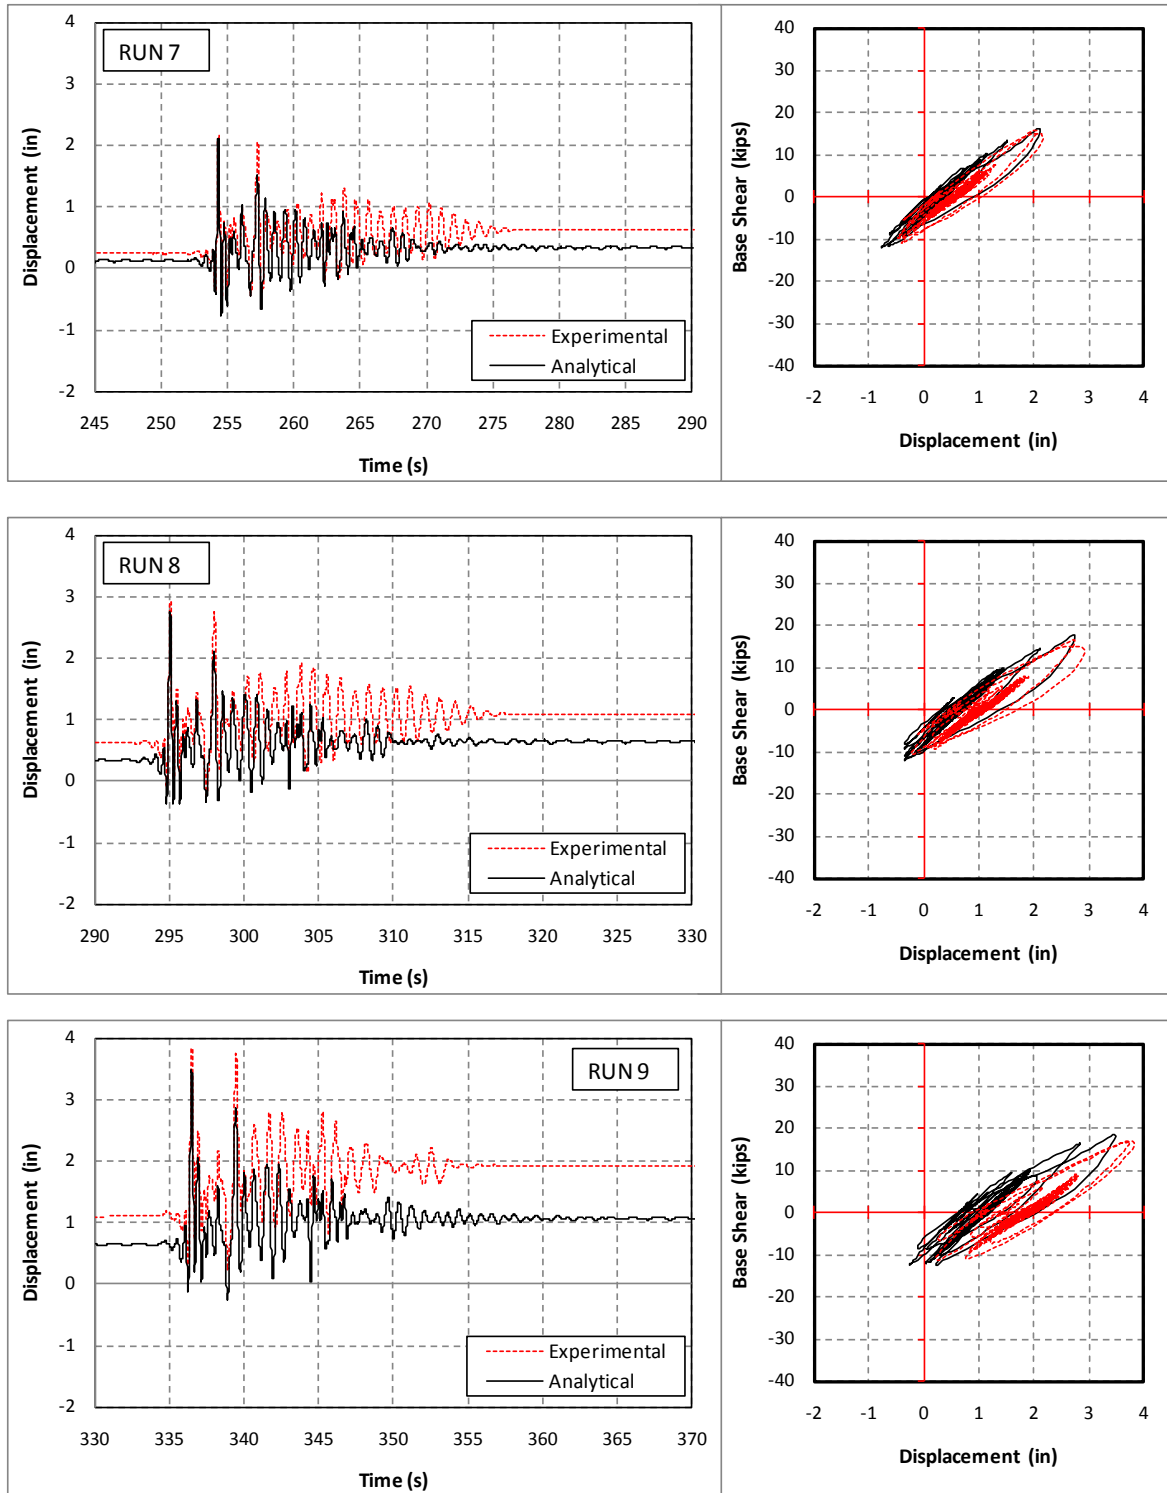 RUN 7
Displacement (in)
4
3
2
1
0
-1
-2
Experimental
Analytical
245 250 255 260 265 270 275 280 285 290
Time (s)
Base Shear (kips)
40
30
20
10
0
-10
-20
-30
-40
-2 -1 0 1 2 3 4
Displacement (in)
RUN 8
Displacement (in)
4
3
2
1
0
-1
-2
Experimental
Analytical
290 295 300 305 310 315 320 325 330
Time (s)
Base Shear (kips)
40
30
20
10
0
-10
-20
-30
-40
-2 -1 0 1 2 3 4
Displacement (in)
RUN 9
Displacement (in)
4
3
2
1
0
-1
-2
Experimental
Analytical
330 335 340 345 350 355 360 365 370
Time (s)
Base Shear (kips)
40
30
20
10
0
-10
-20
-30
-40
-2 -1 0 1 2 3 4
Displacement (in)